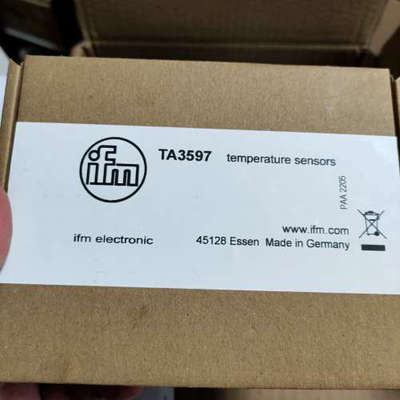 ifm
TA3597 temperature sensors
PAA 2205
www.ifm.com
ifm electronic
45128 Essen Made in Germany